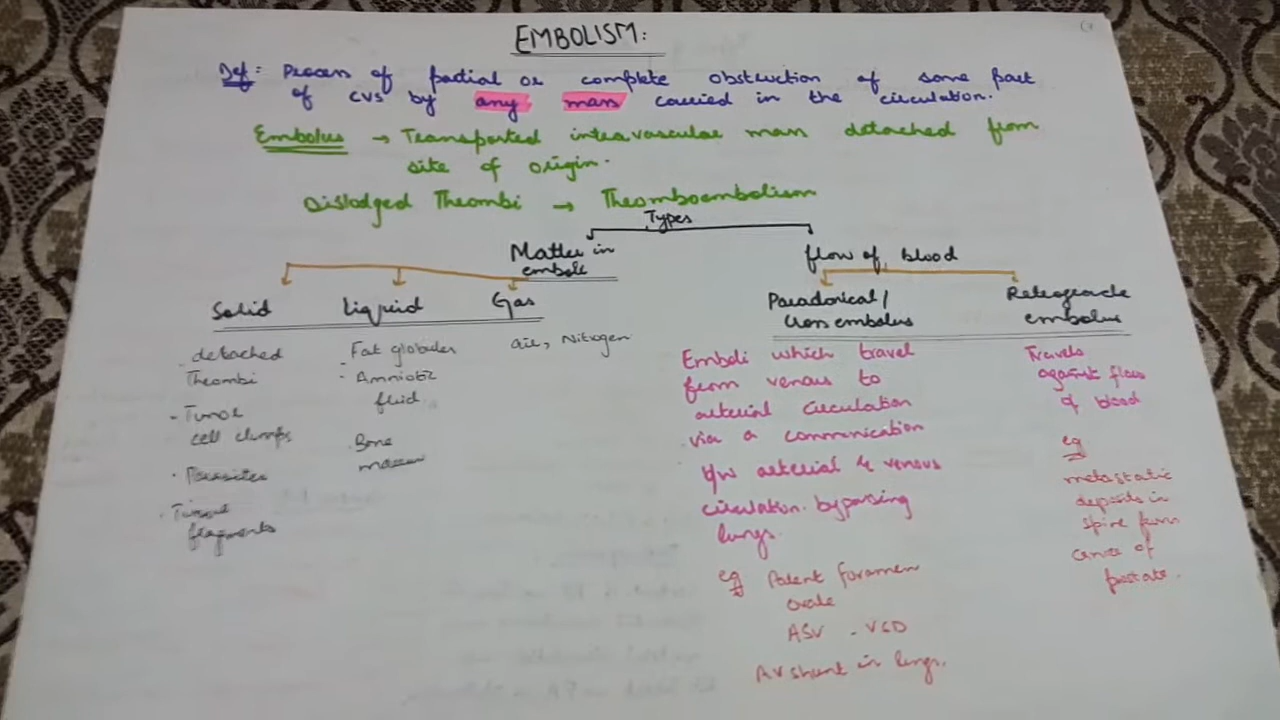 EMBOLISM:
Def: Process of partial or complete obstruction of some part
of CVS by any mass carried in the circulation.
Embolus → Transported intravascular mass detached from
site of origin.
Dislodged Thrombi → Thromboembolism
Types
Matter in
emboli
flow of blood
Solid
Liquid
Gas
detached
Thrombi
- Tumor
cell clumps
- Parasites
- Tissue
fragments
Fat globules
- Amniotic
fluid
Bone
marrow
air, Nitrogen
Paradoxical/
Cross embolus
Emboli which travel
from venous to
arterial circulation
via a communication
b/w arterial & venous
circulation bypassing
lungs.
eg Patent foramen
ovale
ASV - VSD
AV shunt in lungs.
Retrograde
embolus
Travels
against flow
of blood
eg
metastatic
deposits in
spine from
cancer of
prostate.